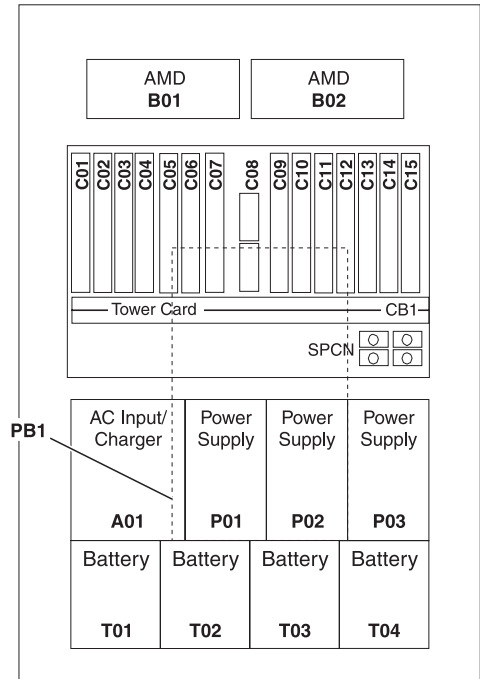 AMD
B01
AMD
B02
C01
C02
C03
C04
C05
C06
C07
C08
C09
C10
C11
C12
C13
C14
C15
Tower Card
CB1
SPCN
PB1
AC Input/
Charger
A01
Power
Supply
P01
Power
Supply
P02
Power
Supply
P03
Battery
T01
Battery
T02
Battery
T03
Battery
T04